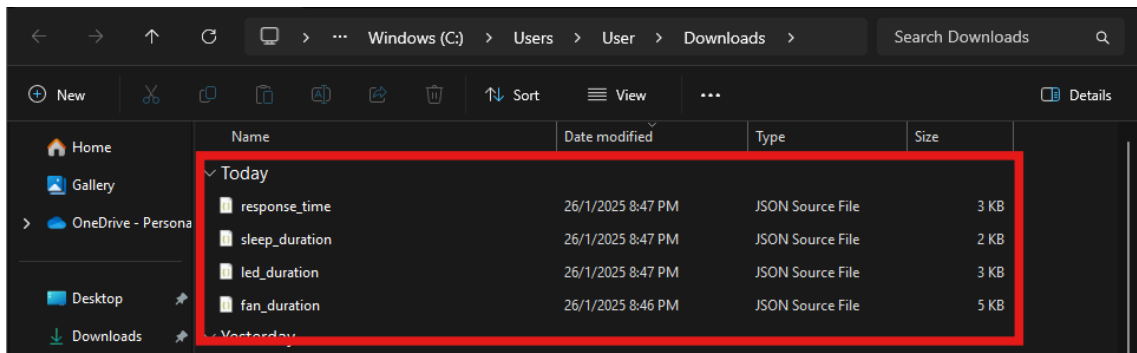 Windows (C:) > Users > User > Downloads >
Search Downloads
New
Sort
View
Details
Name Date modified Type Size
Home
Gallery
OneDrive - Persona
Desktop
Downloads
Today
response_time 26/1/2025 8:47 PM JSON Source File 3 KB
sleep_duration 26/1/2025 8:47 PM JSON Source File 2 KB
led_duration 26/1/2025 8:47 PM JSON Source File 3 KB
fan_duration 26/1/2025 8:46 PM JSON Source File 5 KB
Yesterday